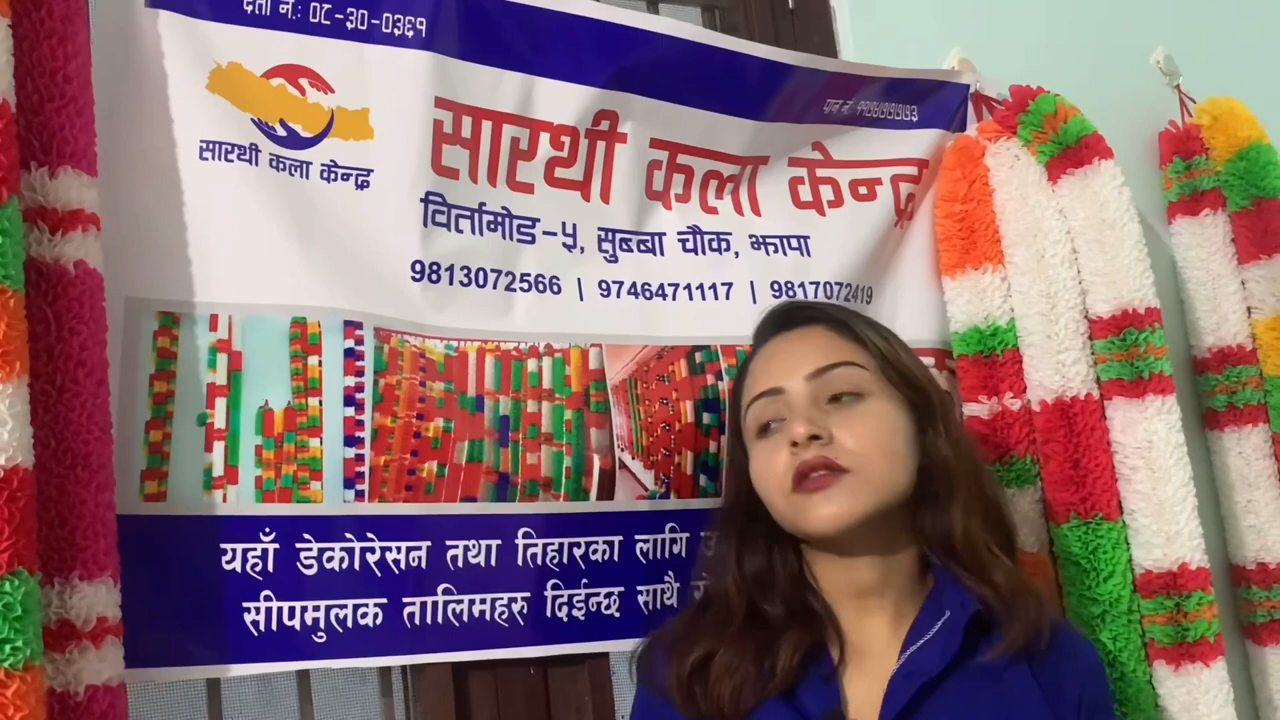 दर्ता नं.: ०८-३०-०३६१
पान नं. ११७४७७७७३
सारथी कला केन्द्र
सारथी कला केन्द्र
विर्तामोड-५, सुब्बा चौक, झापा
9813072566 | 9746471117 | 9817072419
यहाँ डेकोरेसन तथा तिहारका लागि
सीपमुलक तालिमहरु दिईन्छ साथै